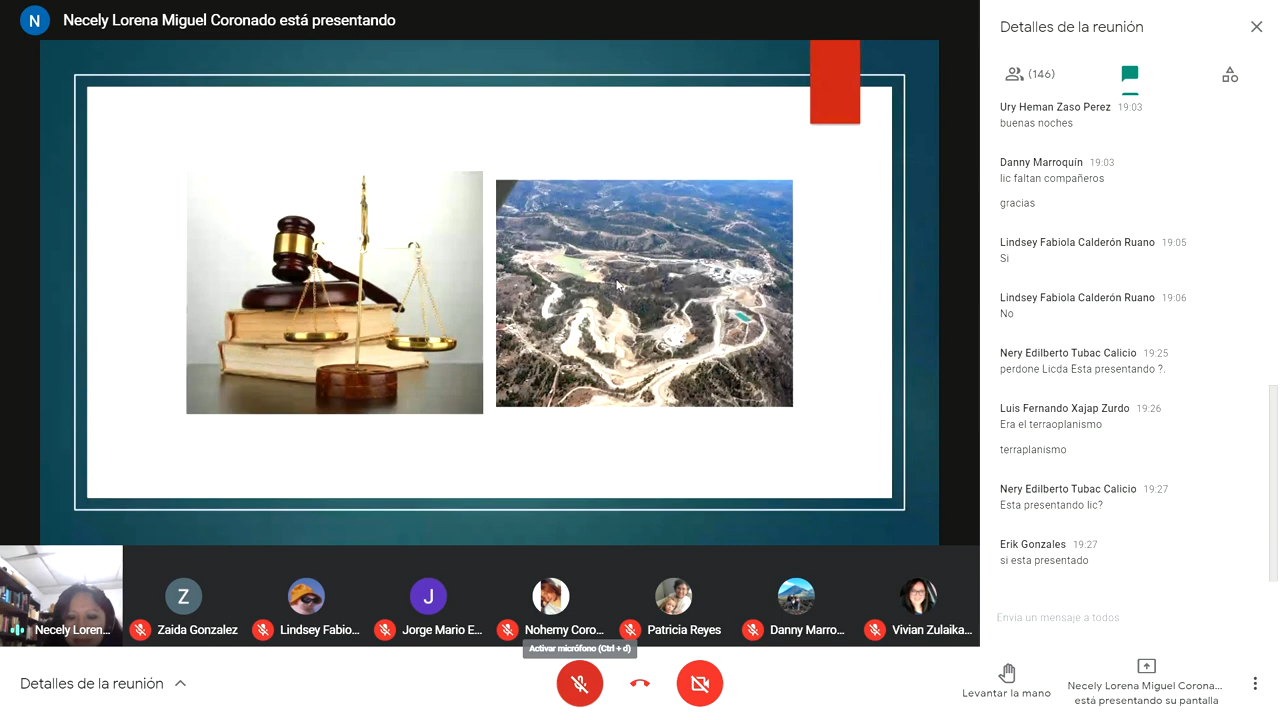 N
Necely Lorena Miguel Coronado está presentando
Detalles de la reunión
(146)
Ury Heman Zaso Perez 19:03
buenas noches
Danny Marroquín 19:03
lic faltan compañeros
gracias
Lindsey Fabiola Calderón Ruano 19:05
Si
Lindsey Fabiola Calderón Ruano 19:06
No
Nery Edilberto Tubac Calicio 19:25
perdone Licda Esta presentando ?.
Luis Fernando Xajap Zurdo 19:26
Era el terraoplanismo
terraplanismo
Nery Edilberto Tubac Calicio 19:27
Esta presentando lic?
Erik Gonzales 19:27
si esta presentado
Envía un mensaje a todos
Z
J
Necely Loren...
Zaida Gonzalez
Lindsey Fabio...
Jorge Mario E...
Nohemy Coro...
Patricia Reyes
Danny Marro...
Vivian Zulaika...
Activar micrófono (Ctrl + d)
Detalles de la reunión
Levantar la mano
Necely Lorena Miguel Corona...
está presentando su pantalla